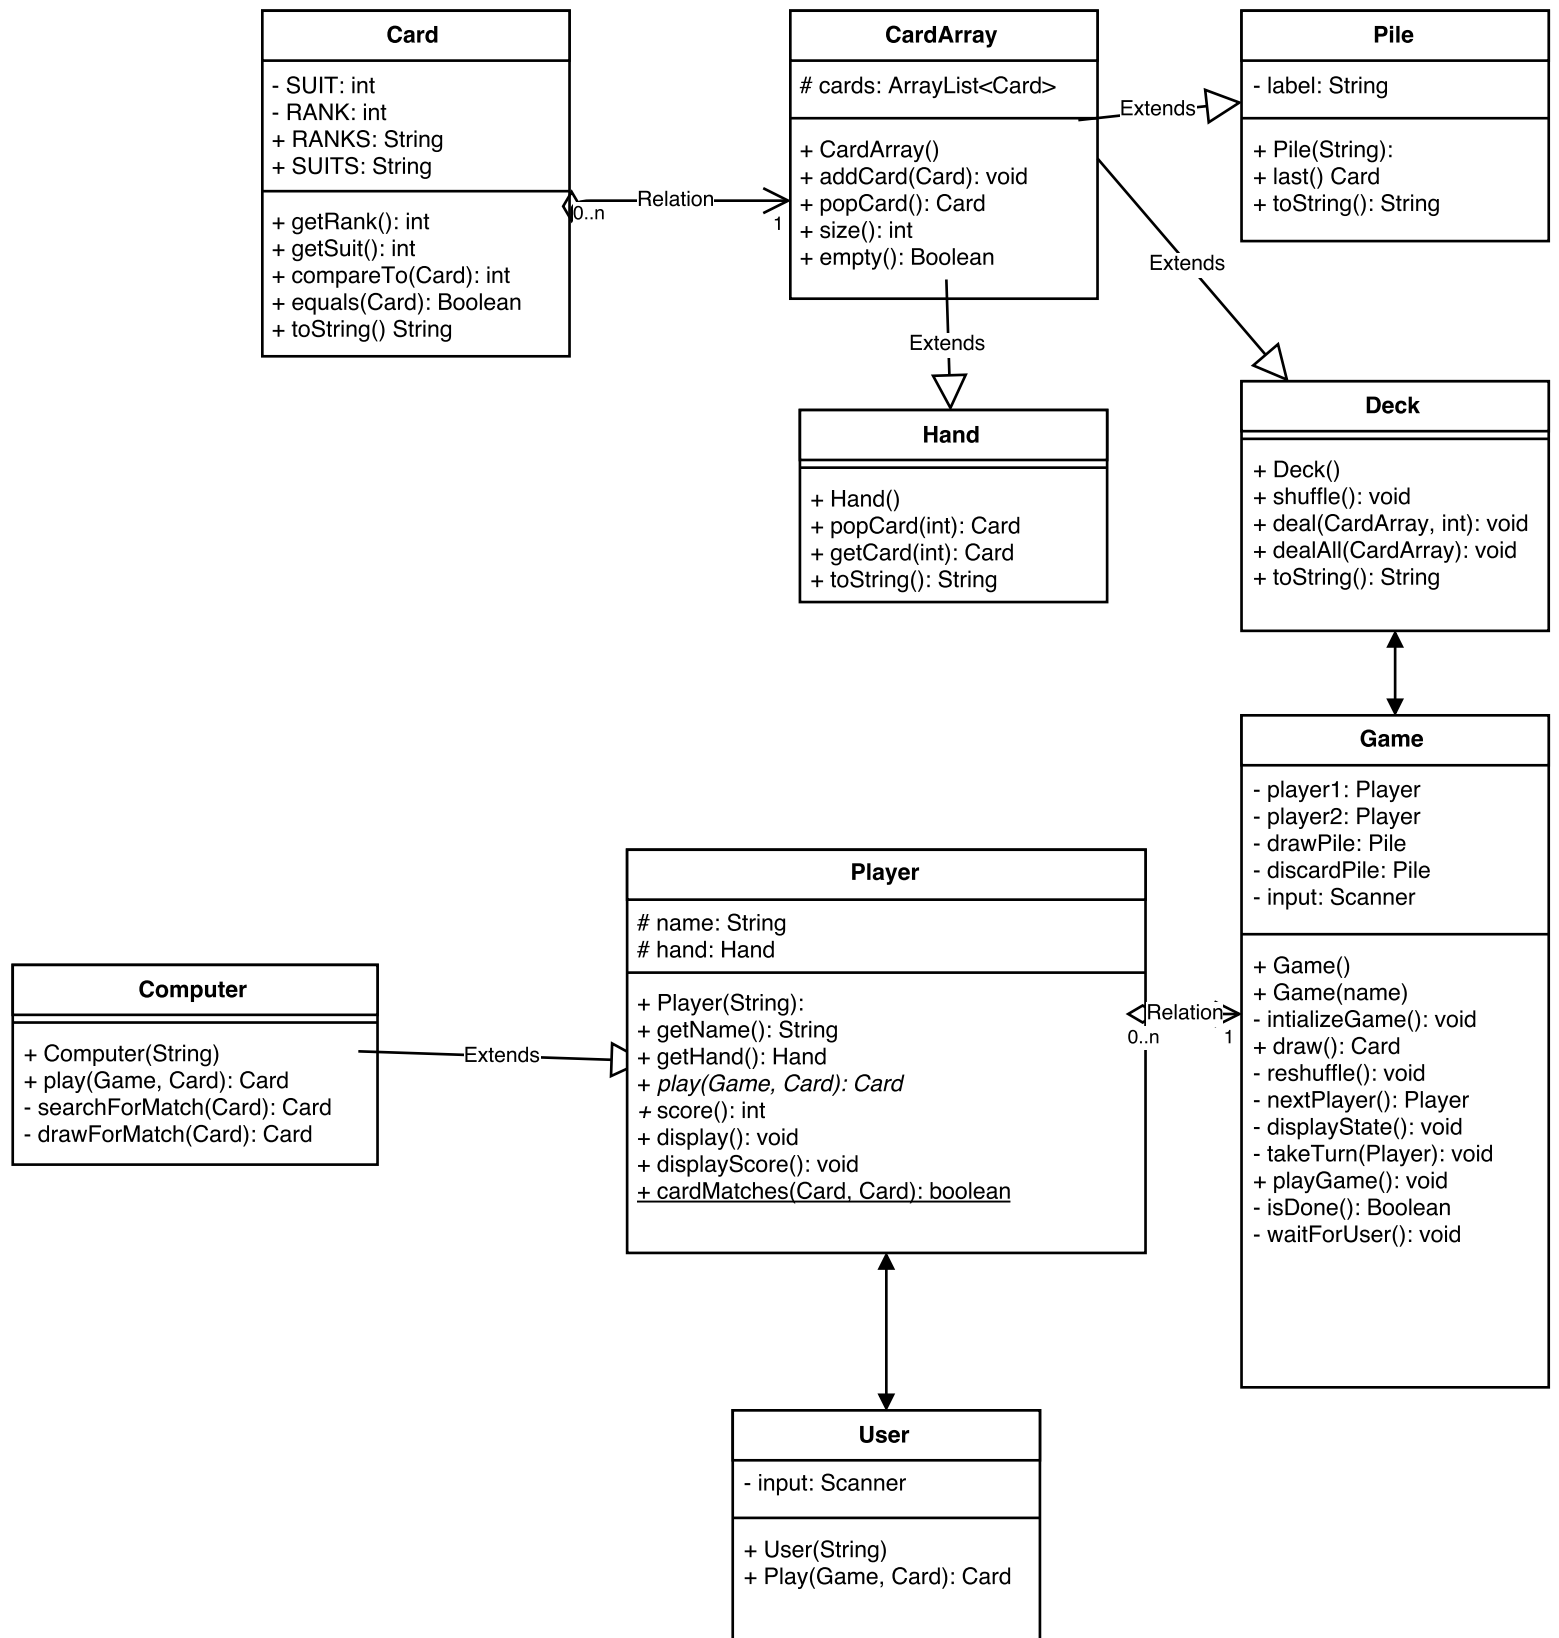 Card
- SUIT: int
- RANK: int
+ RANKS: String
+ SUITS: String
+ getRank(): int
+ getSuit(): int
+ compareTo(Card): int
+ equals(Card): Boolean
+ toString() String
0..n
Relation
1
CardArray
# cards: ArrayList<Card>
+ CardArray()
+ addCard(Card): void
+ popCard(): Card
+ size(): int
+ empty(): Boolean
Extends
Pile
- label: String
+ Pile(String):
+ last() Card
+ toString(): String
Extends
Extends
Hand
+ Hand()
+ popCard(int): Card
+ getCard(int): Card
+ toString(): String
Deck
+ Deck()
+ shuffle(): void
+ deal(CardArray, int): void
+ dealAll(CardArray): void
+ toString(): String
Game
- player1: Player
- player2: Player
- drawPile: Pile
- discardPile: Pile
- input: Scanner
+ Game()
+ Game(name)
- intializeGame(): void
+ draw(): Card
- reshuffle(): void
- nextPlayer(): Player
- displayState(): void
- takeTurn(Player): void
+ playGame(): void
- isDone(): Boolean
- waitForUser(): void
Player
# name: String
# hand: Hand
+ Player(String):
+ getName(): String
+ getHand(): Hand
+ play(Game, Card): Card
+ score(): int
+ display(): void
+ displayScore(): void
+ cardMatches(Card, Card): boolean
Relation
0..n
1
Computer
+ Computer(String)
+ play(Game, Card): Card
- searchForMatch(Card): Card
- drawForMatch(Card): Card
Extends
User
- input: Scanner
+ User(String)
+ Play(Game, Card): Card